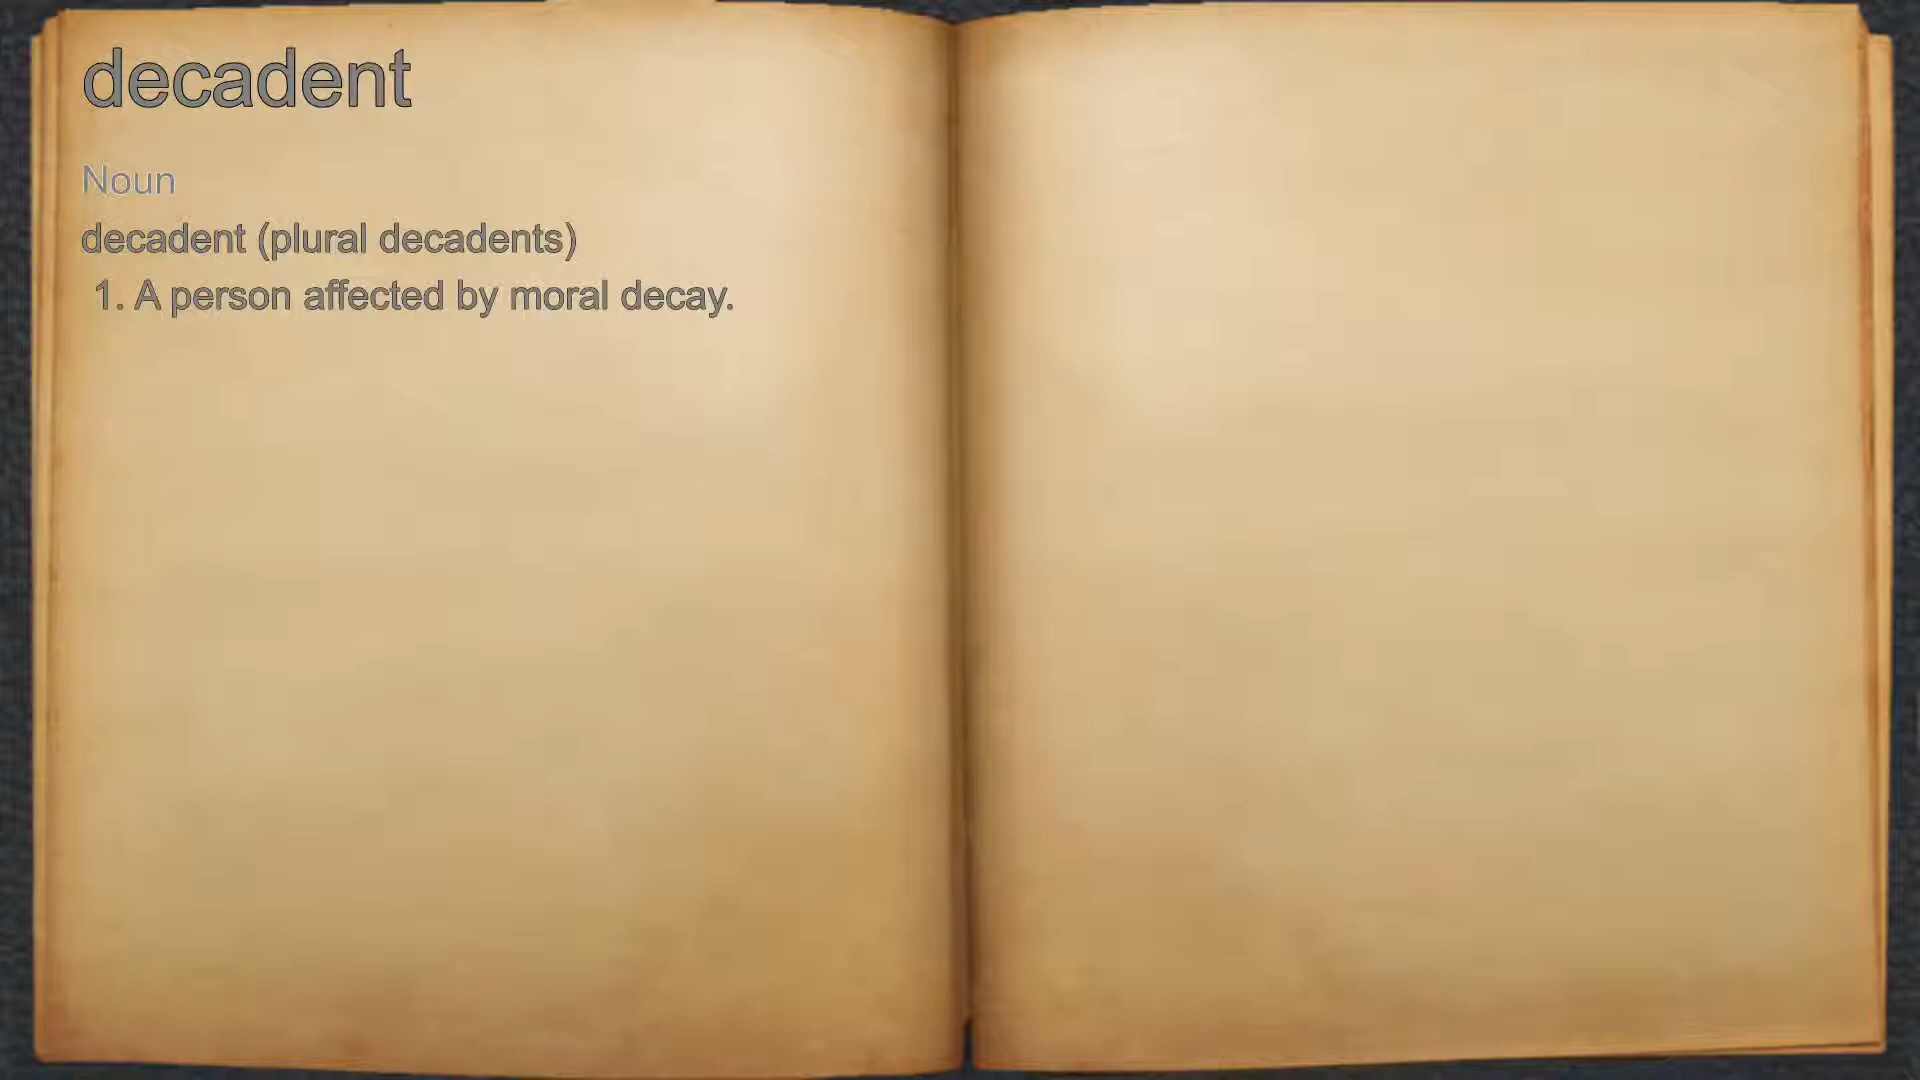 decadent
Noun
decadent (plural decadents)
1. A person affected by moral decay.